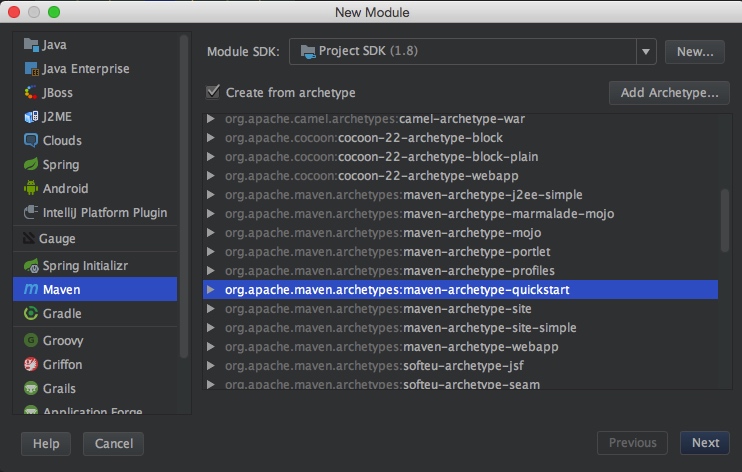 New Module
Java
Java Enterprise
JBoss
J2ME
Clouds
Spring
Android
IntelliJ Platform Plugin
Gauge
Spring Initializr
Maven
Gradle
Groovy
Griffon
Grails
Application Forge
Module SDK: Project SDK (1.8) New...
Create from archetype Add Archetype...
org.apache.camel.archetypes:camel-archetype-war
org.apache.cocoon:cocoon-22-archetype-block
org.apache.cocoon:cocoon-22-archetype-block-plain
org.apache.cocoon:cocoon-22-archetype-webapp
org.apache.maven.archetypes:maven-archetype-j2ee-simple
org.apache.maven.archetypes:maven-archetype-marmalade-mojo
org.apache.maven.archetypes:maven-archetype-mojo
org.apache.maven.archetypes:maven-archetype-portlet
org.apache.maven.archetypes:maven-archetype-profiles
org.apache.maven.archetypes:maven-archetype-quickstart
org.apache.maven.archetypes:maven-archetype-site
org.apache.maven.archetypes:maven-archetype-site-simple
org.apache.maven.archetypes:maven-archetype-webapp
org.apache.maven.archetypes:softeu-archetype-jsf
org.apache.maven.archetypes:softeu-archetype-seam
Help Cancel Previous Next